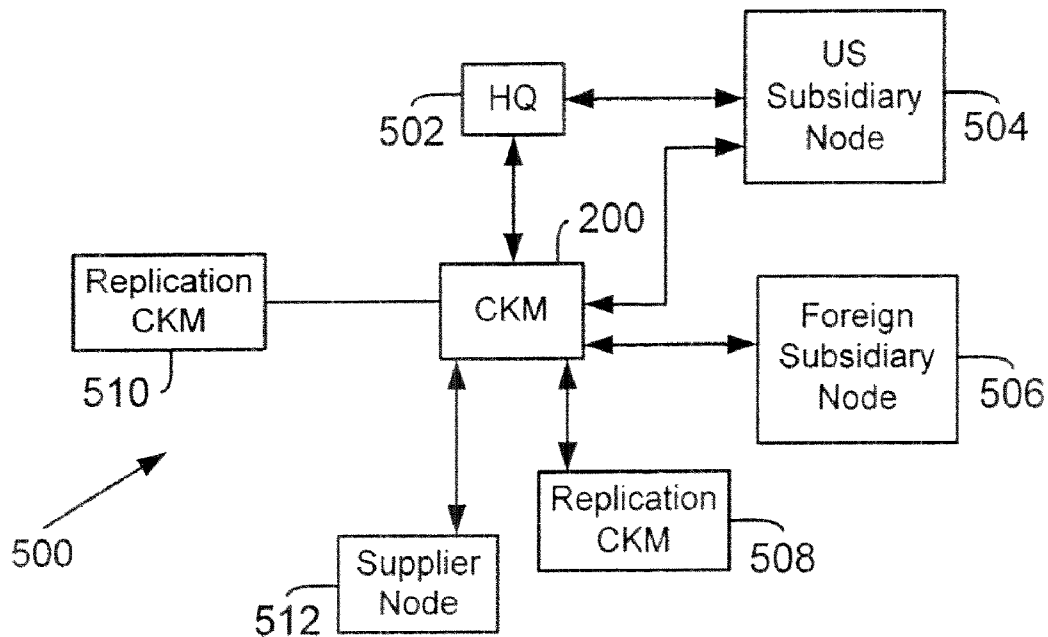 US
Subsidiary
Node
504
HQ
502
200
Replication
CKM
510
CKM
Foreign
Subsidiary
Node
506
Replication
CKM
508
500
Supplier
Node
512